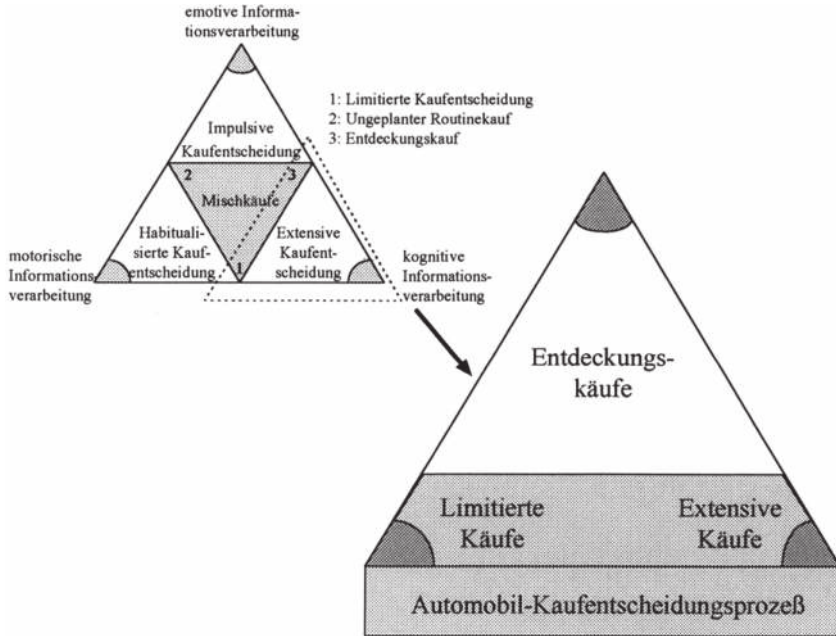 emotive Informa-
tionsverarbeitung
1: Limitierte Kaufentscheidung
2: Ungeplanter Routinekauf
3: Entdeckungskauf
Impulsive
Kaufentscheidung
2
3
Mischkäufe
Habituali-
sierte Kauf-
entscheidung
Extensive
Kaufent-
scheidung
1
motorische
Informations
verarbeitung
kognitive
Informations-
verarbeitung
Entdeckungs-
käufe
Limitierte
Käufe
Extensive
Käufe
Automobil-Kaufentscheidungsprozeß